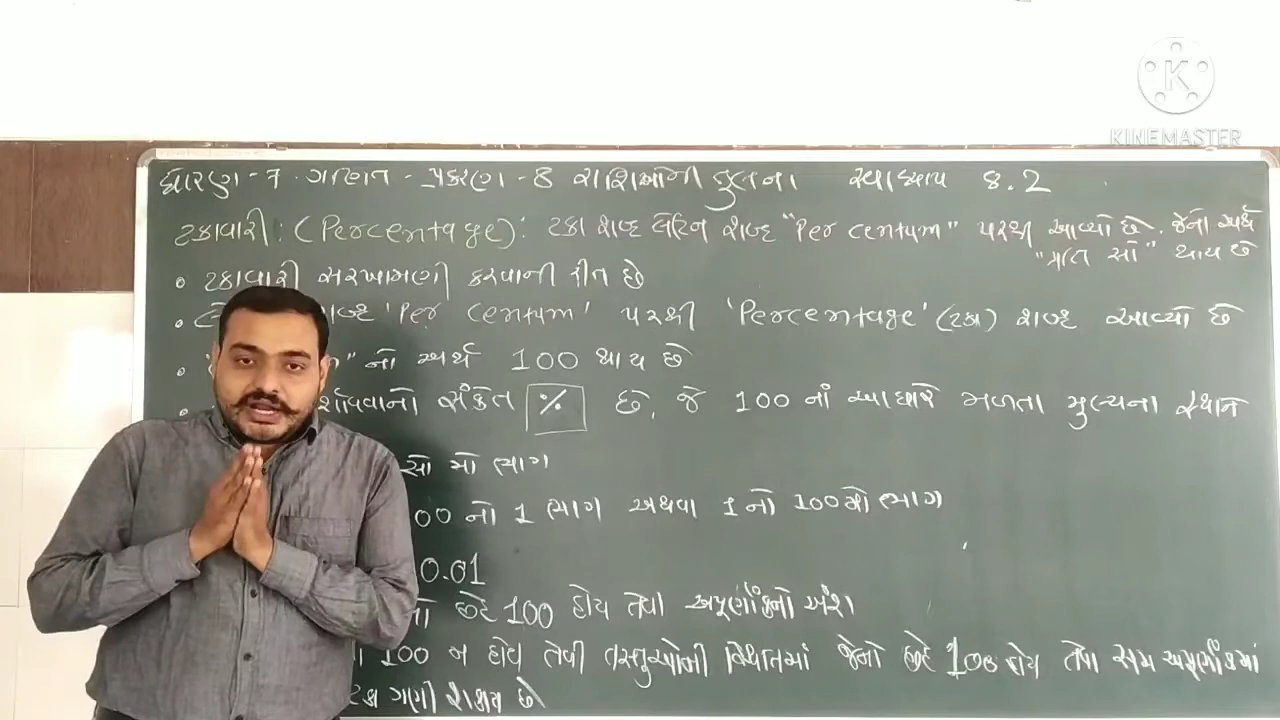 KINEMASTER
ધોરણ - 7 ગણિત - પ્રકરણ - 8 રાશિઓની તુલના સ્વાધ્યાય 8.2
ટકાવારી : (Percentage) : ટકા શબ્દ લેટિન શબ્દ "Per centum" પરથી આવ્યો છે. જેનો અર્થ
"પ્રતિ સો" થાય છે
• ટકાવારી સરખામણી કરવાની રીત છે
• શબ્દ 'Per centum' પરથી 'Percentage' (ટકા) શબ્દ આવ્યો છે
• " નો અર્થ 100 થાય છે
• દર્શાવવાનો સંકેત % છે. જે 100 નાં આધારે મળતા મુલ્યના સ્થાન
સો મો ભાગ
00 નો 1 ભાગ અથવા 1 નો 100 મો ભાગ
0.01
નો છેદ 100 હોય તેવા અપૂર્ણાંકનો અંશ
100 ન હોય તેવી વસ્તુઓની સ્થિતિમાં જેનો છેદ 100 હોય તેવા સમ અપૂર્ણાંકમાં
ટકા ગણી શકાય છે